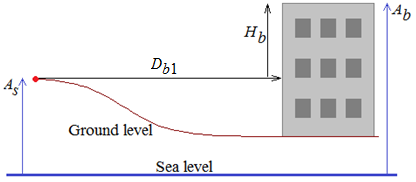 A_b
H_b
D_b1
A_s
Ground level
Sea level